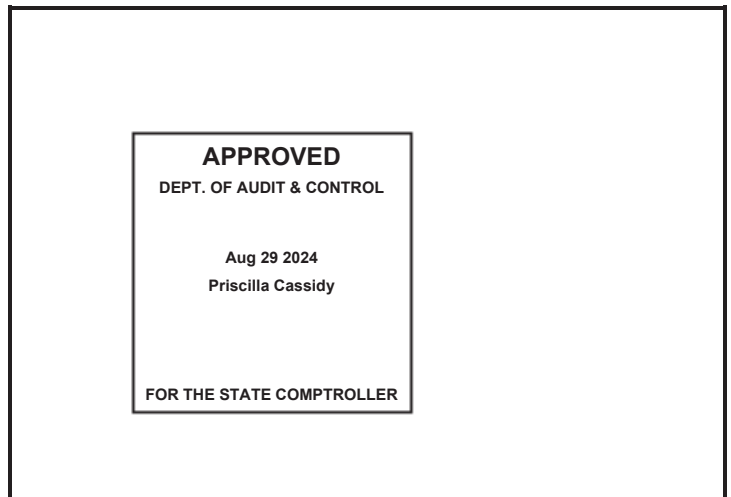 APPROVED
DEPT. OF AUDIT & CONTROL
Aug 29 2024
Priscilla Cassidy
FOR THE STATE COMPTROLLER